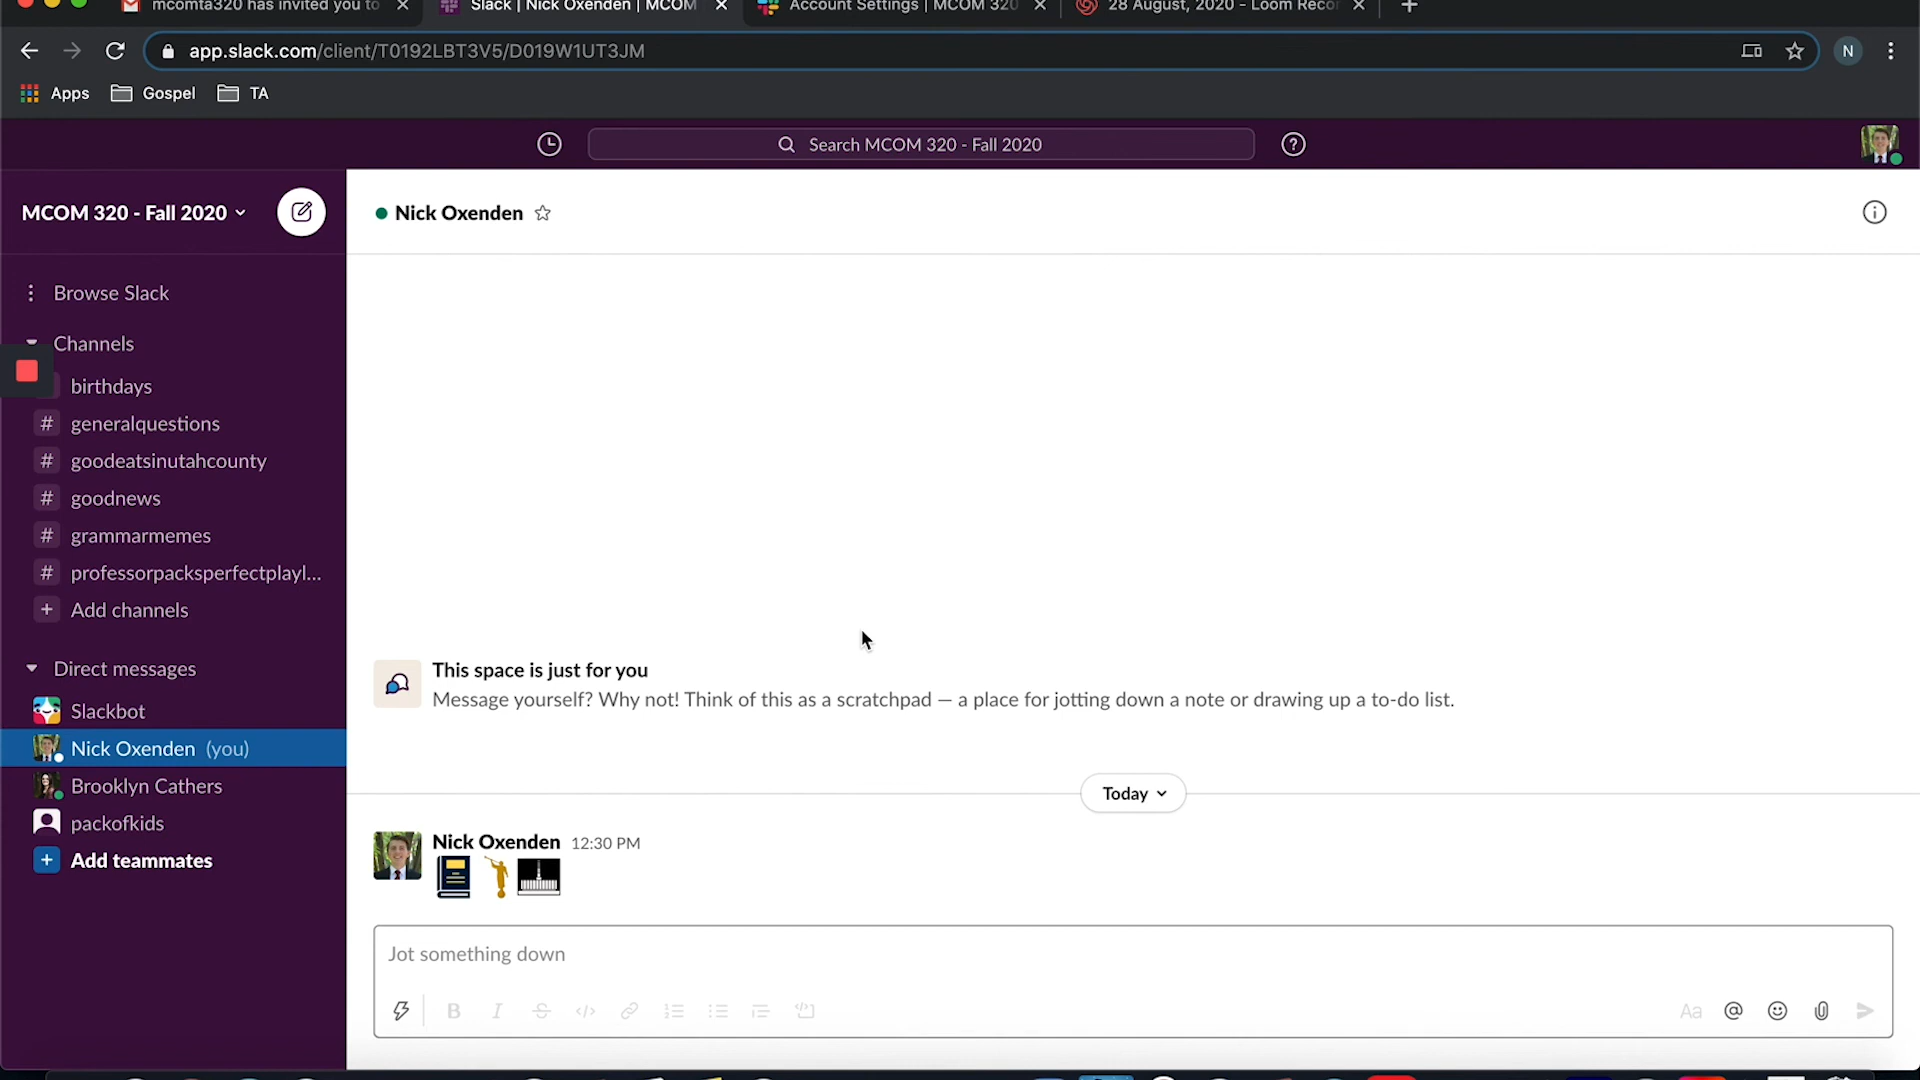 mcomta320 has invited you to
Slack | Nick Oxenden | MCOM
Account Settings | MCOM 320
28 August, 2020 - Loom Recor
app.slack.com/client/T0192LBT3V5/D019W1UT3JM
N
Apps
Gospel
TA
Search MCOM 320 - Fall 2020
MCOM 320 - Fall 2020
Nick Oxenden
Browse Slack
Channels
birthdays
# generalquestions
# goodeatsinutahcounty
# goodnews
# grammarmemes
# professorpacksperfectplayl...
+ Add channels
Direct messages
Slackbot
Nick Oxenden (you)
Brooklyn Cathers
packofkids
+ Add teammates
This space is just for you
Message yourself? Why not! Think of this as a scratchpad — a place for jotting down a note or drawing up a to-do list.
Today
Nick Oxenden 12:30 PM
Jot something down
B I S </> Aa @